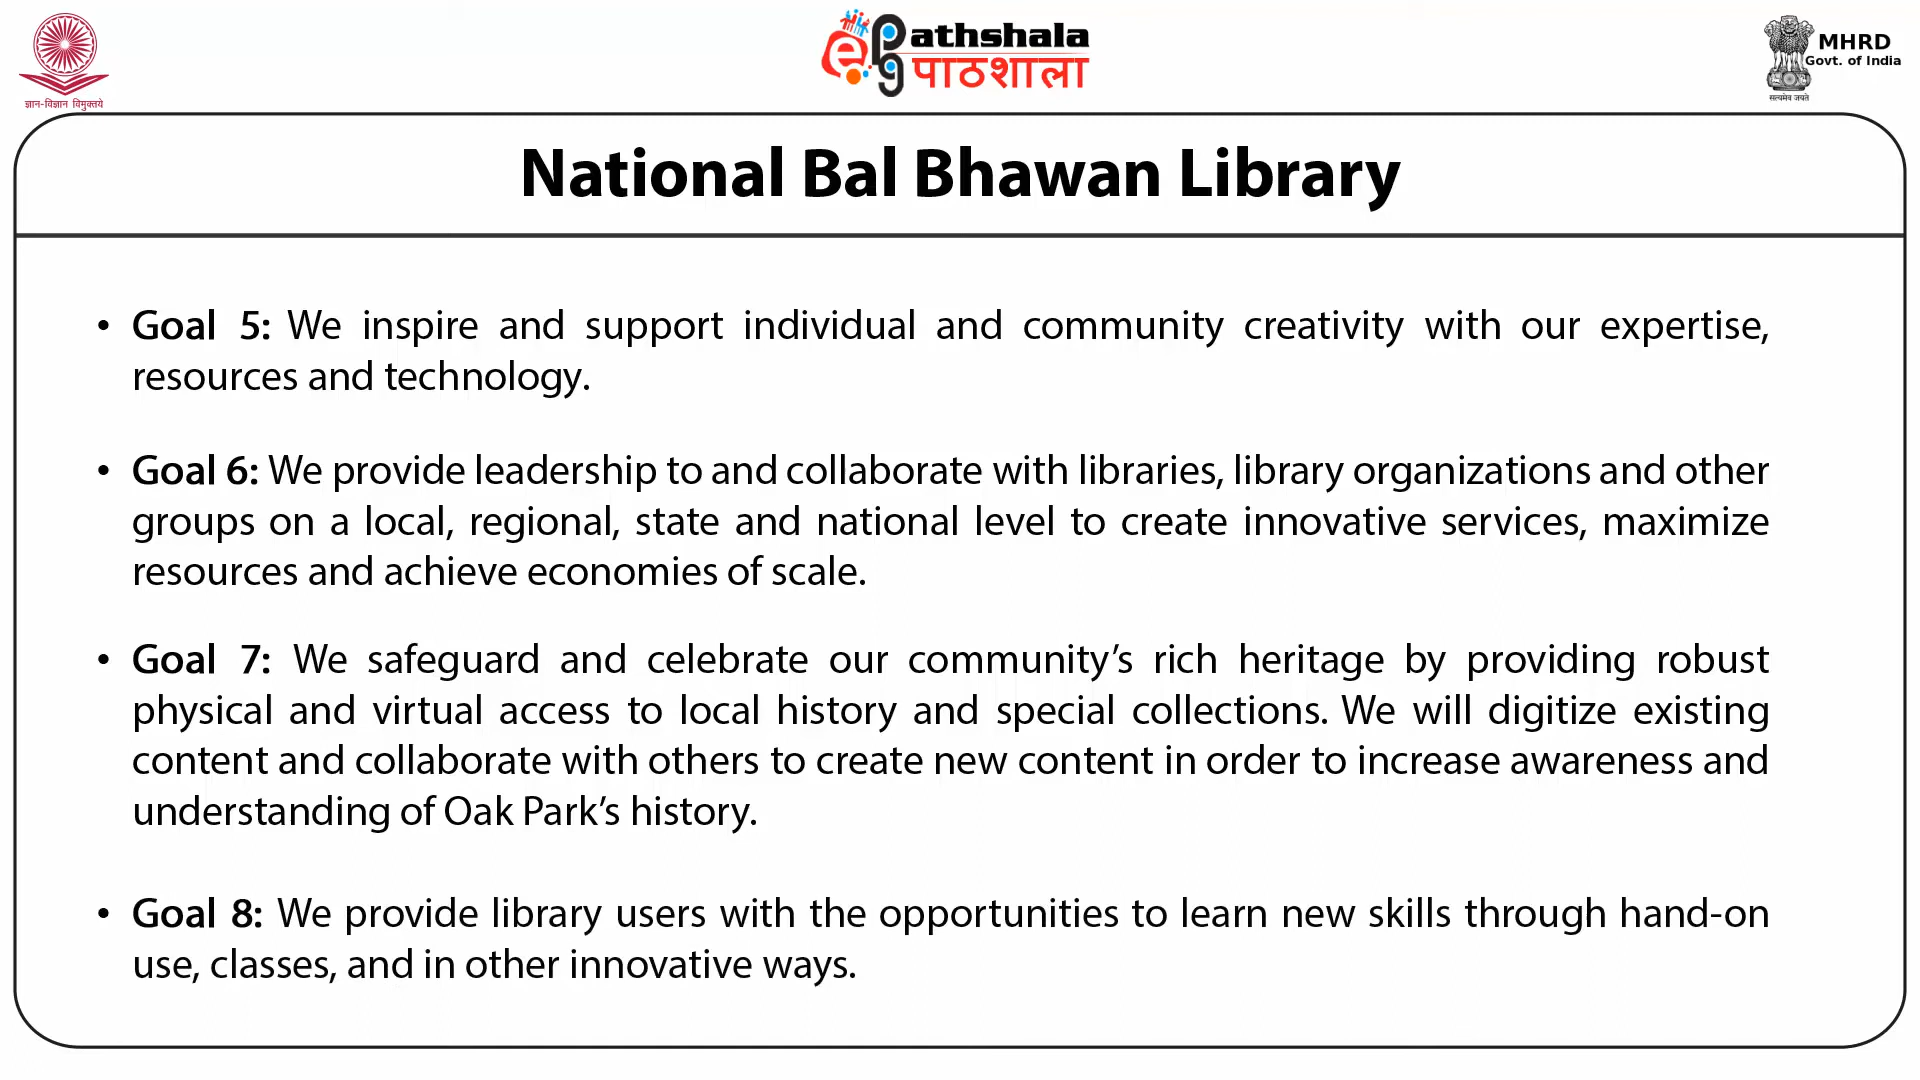 ज्ञान-विज्ञान विमुक्तये
ePathshala
पाठशाला
MHRD
Govt. of India
सत्यमेव जयते
National Bal Bhawan Library
• Goal 5: We inspire and support individual and community creativity with our expertise,
resources and technology.
• Goal 6: We provide leadership to and collaborate with libraries, library organizations and other
groups on a local, regional, state and national level to create innovative services, maximize
resources and achieve economies of scale.
• Goal 7: We safeguard and celebrate our community’s rich heritage by providing robust
physical and virtual access to local history and special collections. We will digitize existing
content and collaborate with others to create new content in order to increase awareness and
understanding of Oak Park’s history.
• Goal 8: We provide library users with the opportunities to learn new skills through hand-on
use, classes, and in other innovative ways.